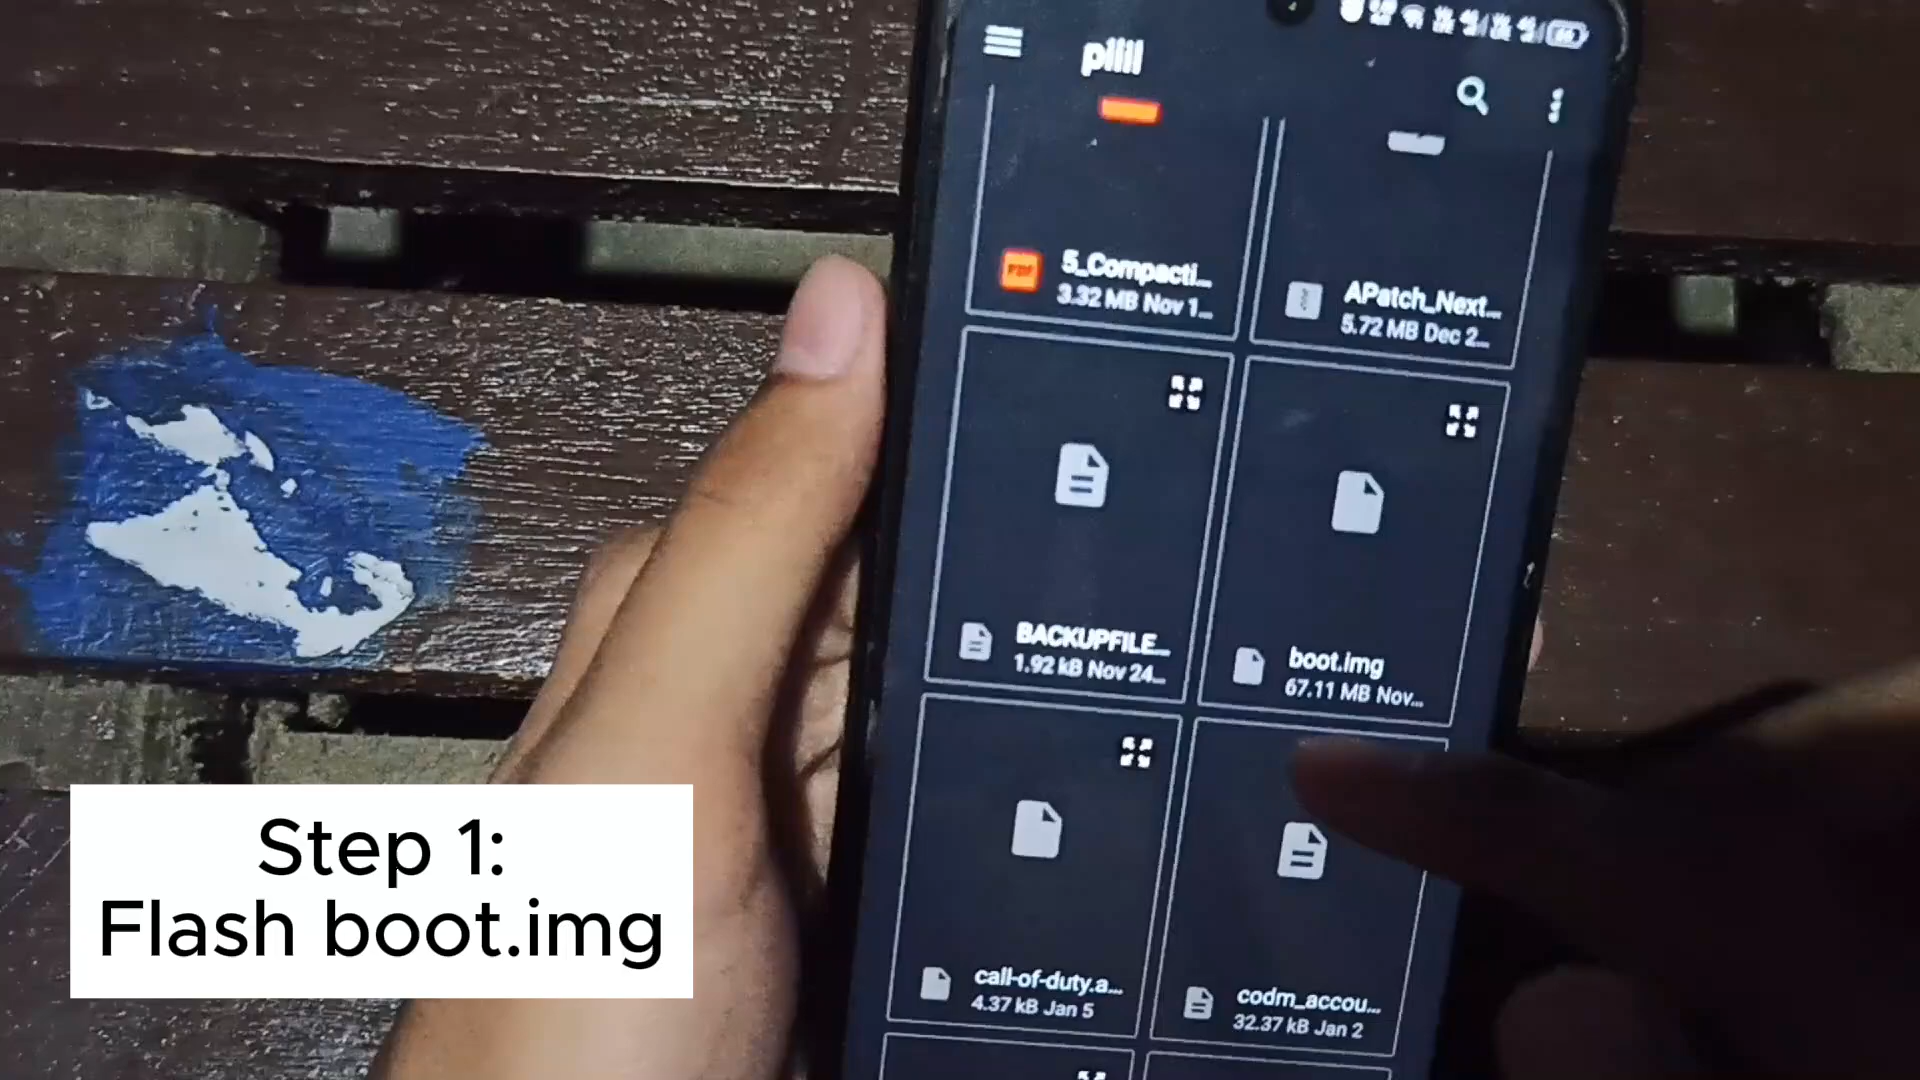 pilll
PDF
5_Compacti...
3.32 MB Nov 1...
APatch_Next...
5.72 MB Dec 2...
BACKUPFILE...
1.92 kB Nov 24...
boot.img
67.11 MB Nov...
call-of-duty.a...
4.37 kB Jan 5
codm_accou...
32.37 kB Jan 2
Step 1:
Flash boot.img